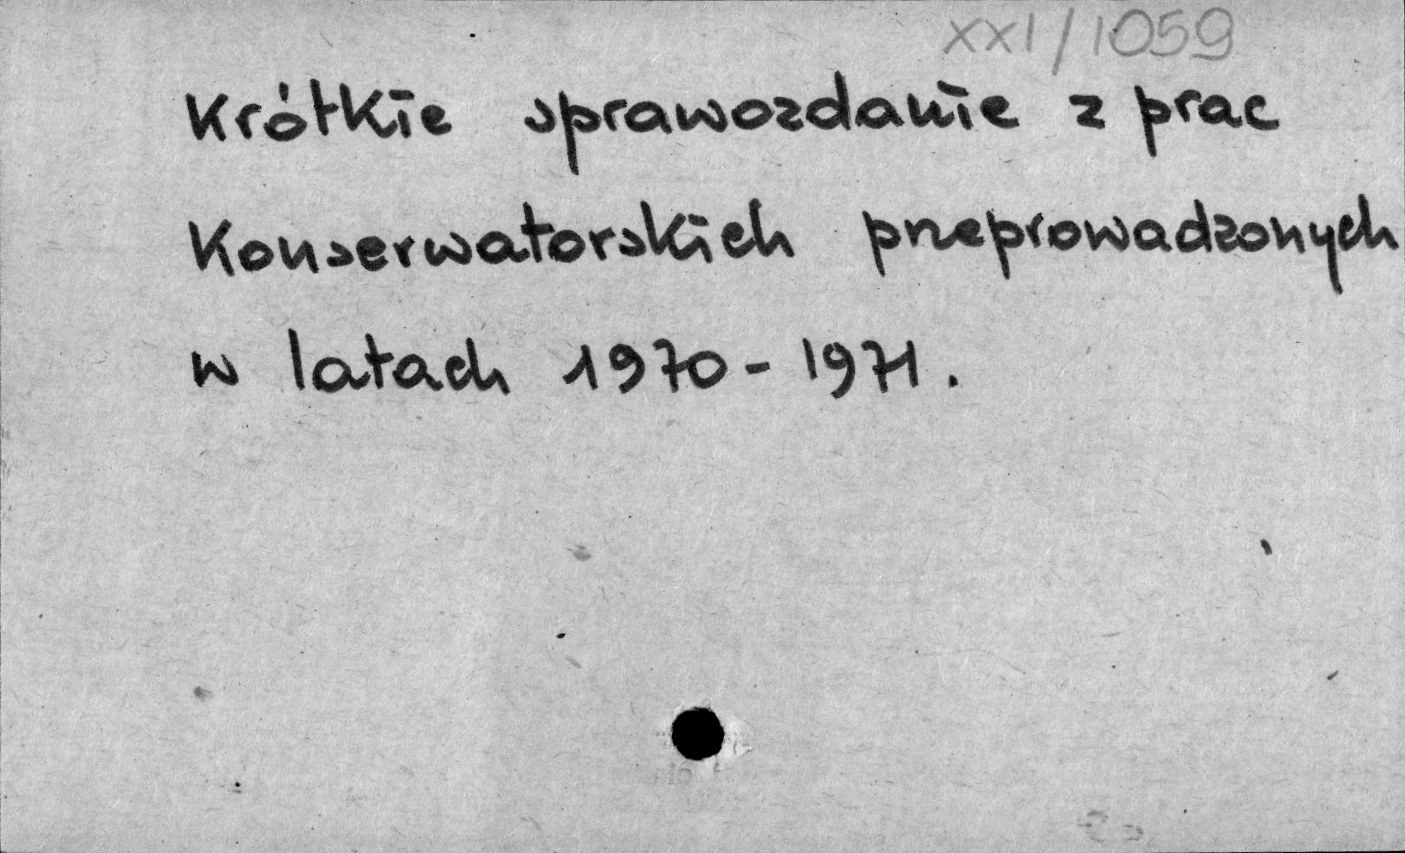 XXI/1059
Krótkie sprawozdanie z prac
Konserwatorskich przeprowadzonych
w latach 1970-1971.